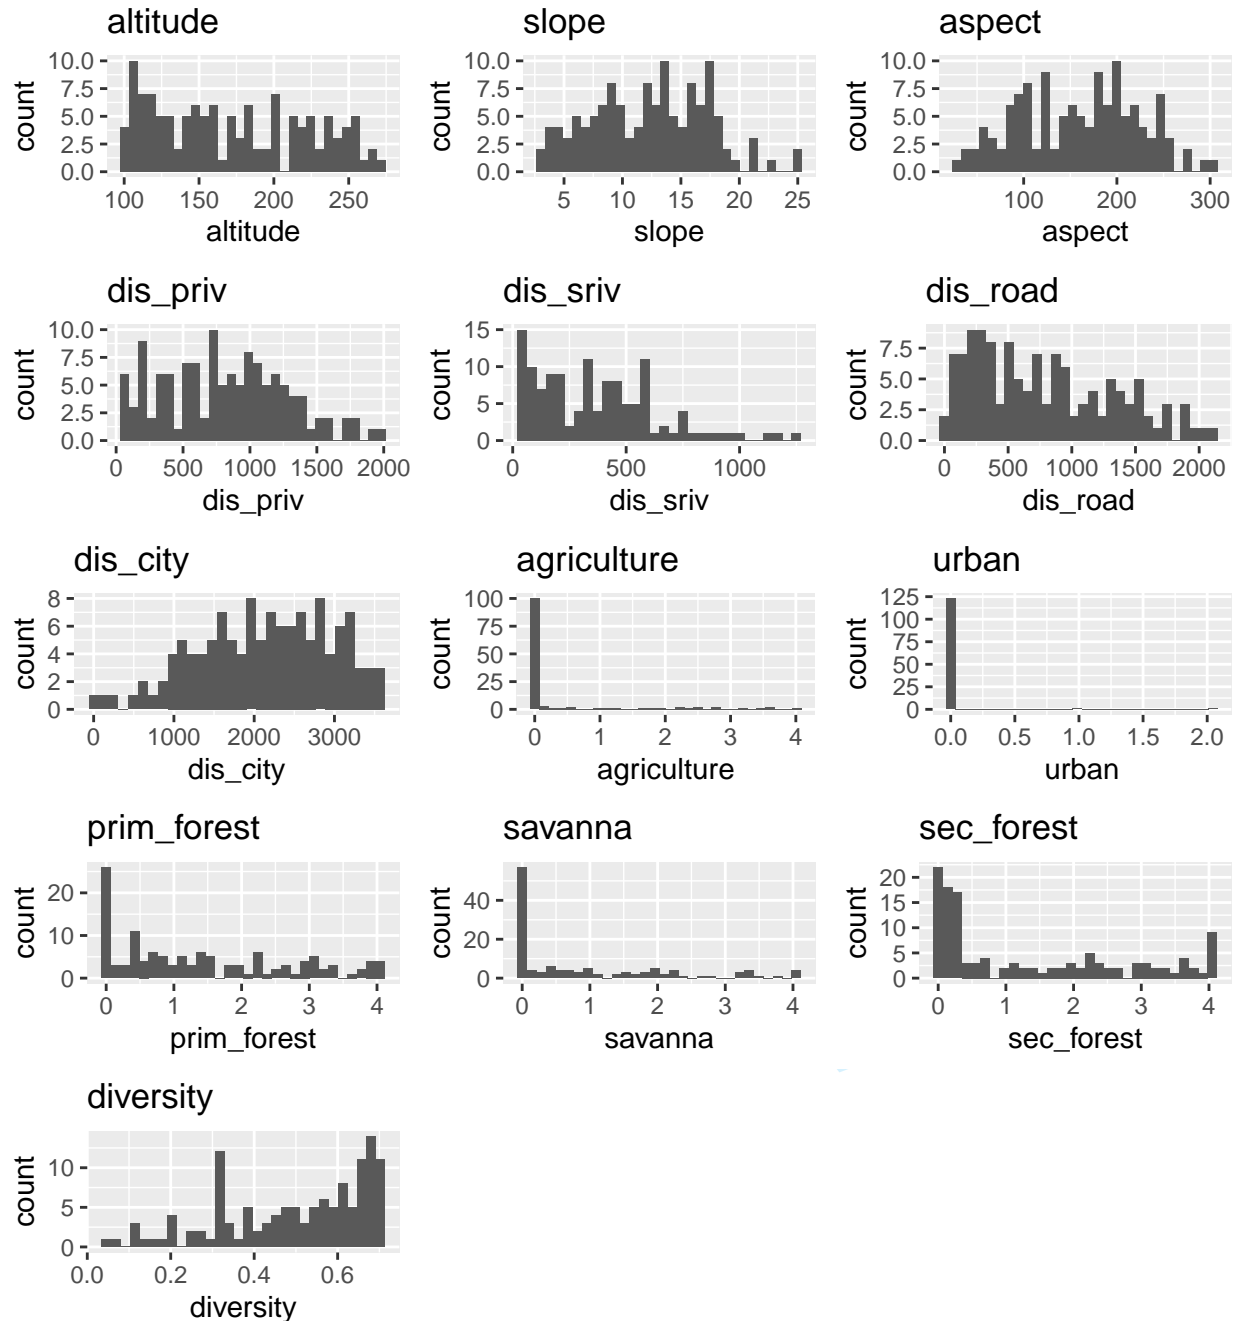 altitude slope aspect
10.0 10.0 10.0
7.5 7.5 7.5
count count count
5.0 5.0 5.0
2.5 2.5 2.5
0.0 0.0 0.0
100 150 200 250 5 10 15 20 25 100 200 300
altitude slope aspect
dis_priv dis_sriv dis_road
10.0 15
7.5 10 7.5
count count count
5.0 5 5.0
2.5 2.5
0.0 0 0.0
0 500 1000 1500 2000 0 500 1000 0 500 1000 1500 2000
dis_priv dis_sriv dis_road
dis_city agriculture urban
8 100 125
6 75 100
count count count
4 50 75
2 25 50
0 0 25
0
0 1000 2000 3000 0 1 2 3 4 0.0 0.5 1.0 1.5 2.0
dis_city agriculture urban
prim_forest savanna sec_forest
20 40 20
count count count
10 20 15
0 0 10
5
0
0 1 2 3 4 0 1 2 3 4 0 1 2 3 4
prim_forest savanna sec_forest
diversity
10
count
5
0
0.0 0.2 0.4 0.6
diversity